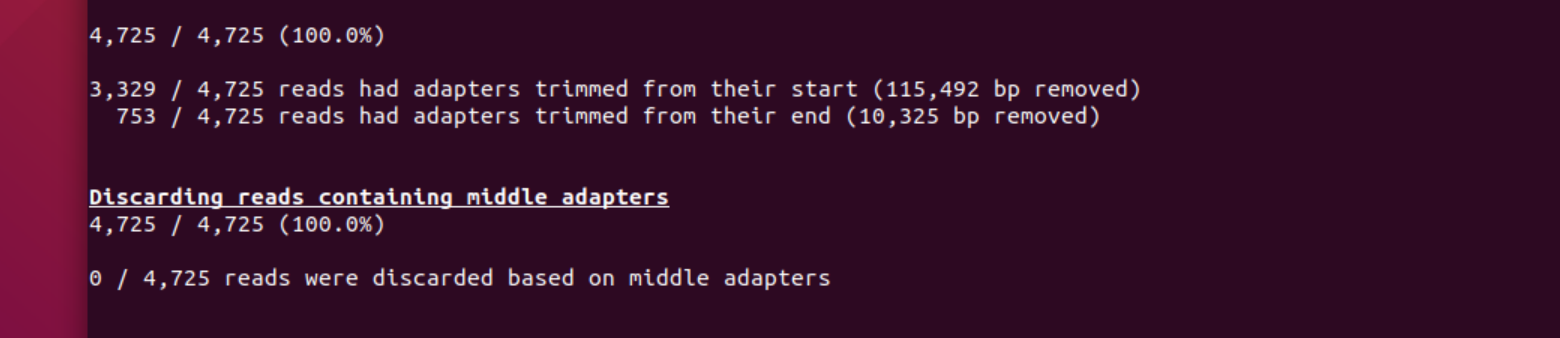 4,725 / 4,725 (100.0%)
3,329 / 4,725 reads had adapters trimmed from their start (115,492 bp removed)
753 / 4,725 reads had adapters trimmed from their end (10,325 bp removed)
Discarding reads containing middle adapters
4,725 / 4,725 (100.0%)
0 / 4,725 reads were discarded based on middle adapters